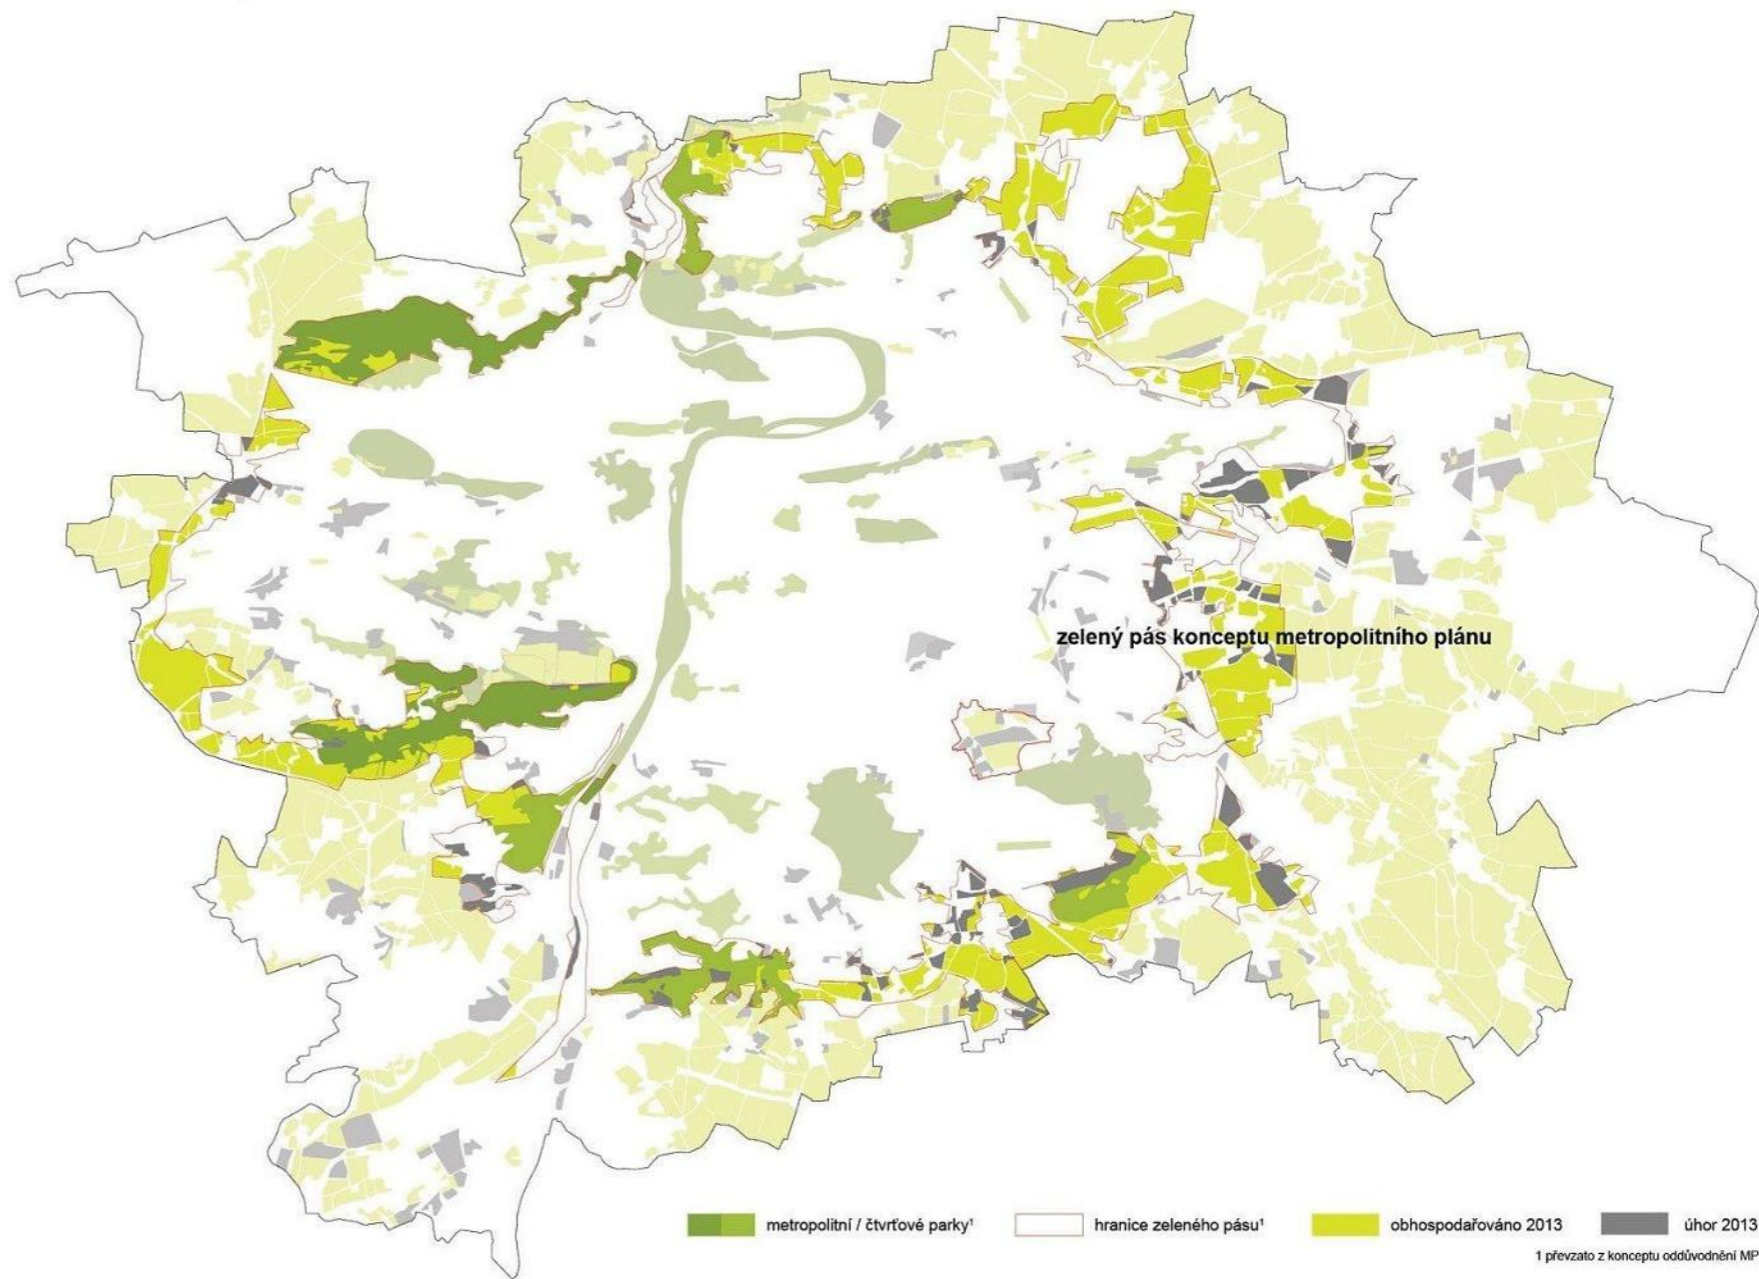 zelený pás konceptu metropolitního plánu
metropolitní / čtvrťové parky¹
hranice zeleného pásu¹
obhospodařováno 2013
úhor 2013
1 převzato z konceptu oddůvodnění MP